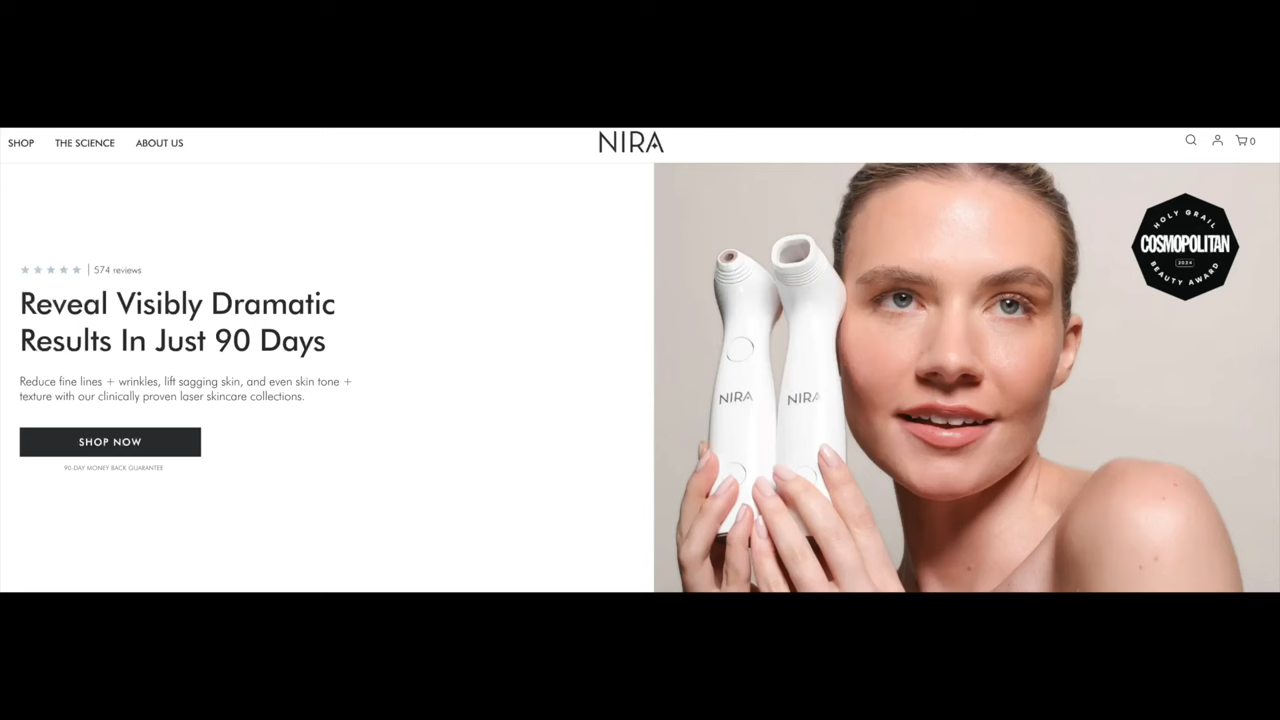 SHOP THE SCIENCE ABOUT US
NIRA
0
574 reviews
Reveal Visibly Dramatic
Results In Just 90 Days
Reduce fine lines + wrinkles, lift sagging skin, and even skin tone +
texture with our clinically proven laser skincare collections.
SHOP NOW
90-DAY MONEY BACK GUARANTEE
NIRA
NIRA
HOLY GRAIL
COSMOPOLITAN
2024
BEAUTY AWARD